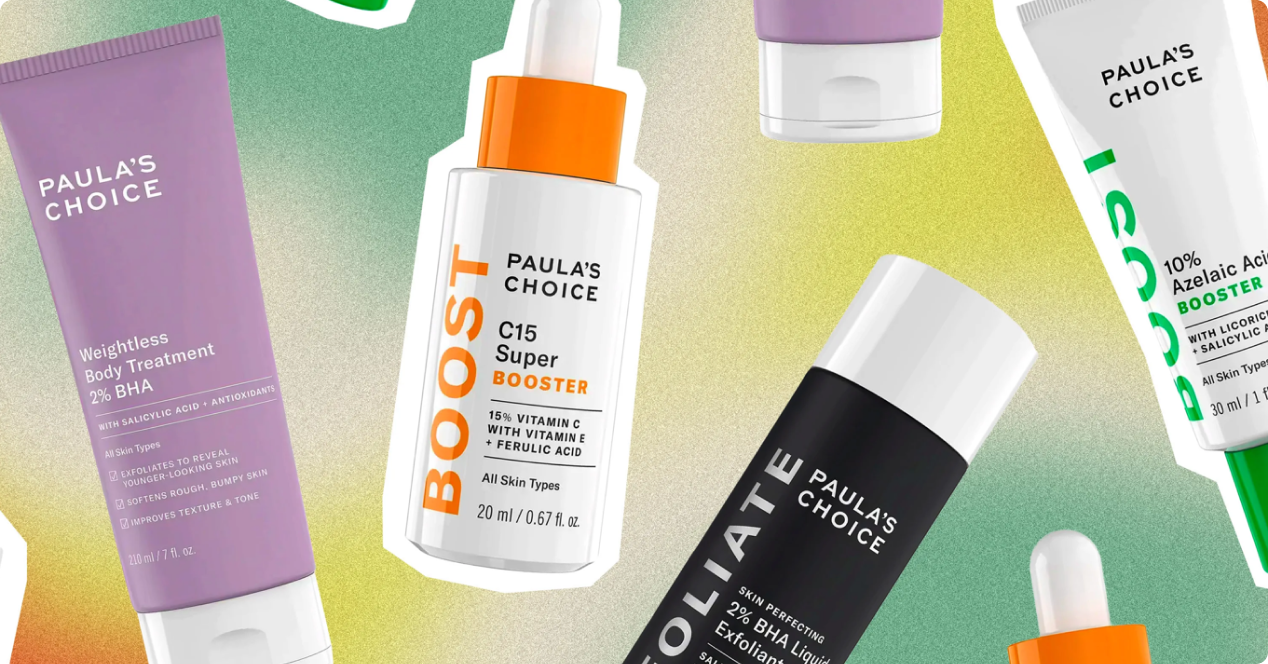 PAULA'S
CHOICE
Weightless
Body Treatment
2% BHA
WITH SALICYLIC ACID + ANTIOXIDANTS
All Skin Types
EXFOLIATES TO REVEAL
YOUNGER-LOOKING SKIN
SOFTENS ROUGH, BUMPY SKIN
IMPROVES TEXTURE & TONE
210 ml / 7 fl. oz.
BOOST
PAULA'S
CHOICE
C15
Super
BOOSTER
15% VITAMIN C
WITH VITAMIN E
+ FERULIC ACID
All Skin Types
20 ml / 0.67 fl. oz.
FOLIATE
PAULA'S
CHOICE
SKIN PERFECTING
2% BHA Liquid
Exfoliant
PAULA'S
CHOICE
BOOST
10%
Azelaic Acid
BOOSTER
WITH LICORICE
+ SALICYLIC
All Skin Types
30 ml / 1